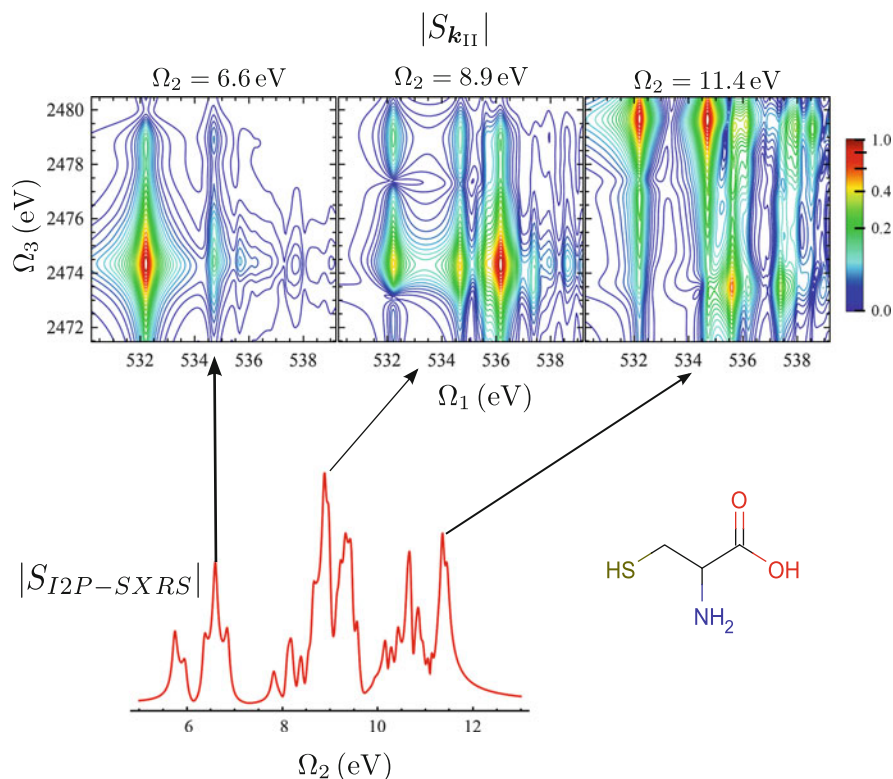 |S_{k_{II}}|
Ω₂ = 6.6 eV Ω₂ = 8.9 eV Ω₂ = 11.4 eV
2480
2478
2476
2474
2472
Ω₃ (eV)
1.0
0.4
0.2
0.0
532 534 536 538 532 534 536 538 532 534 536 538
Ω₁ (eV)
|S_{I2P−SXRS}|
O
HS
OH
NH₂
6 8 10 12
Ω₂ (eV)